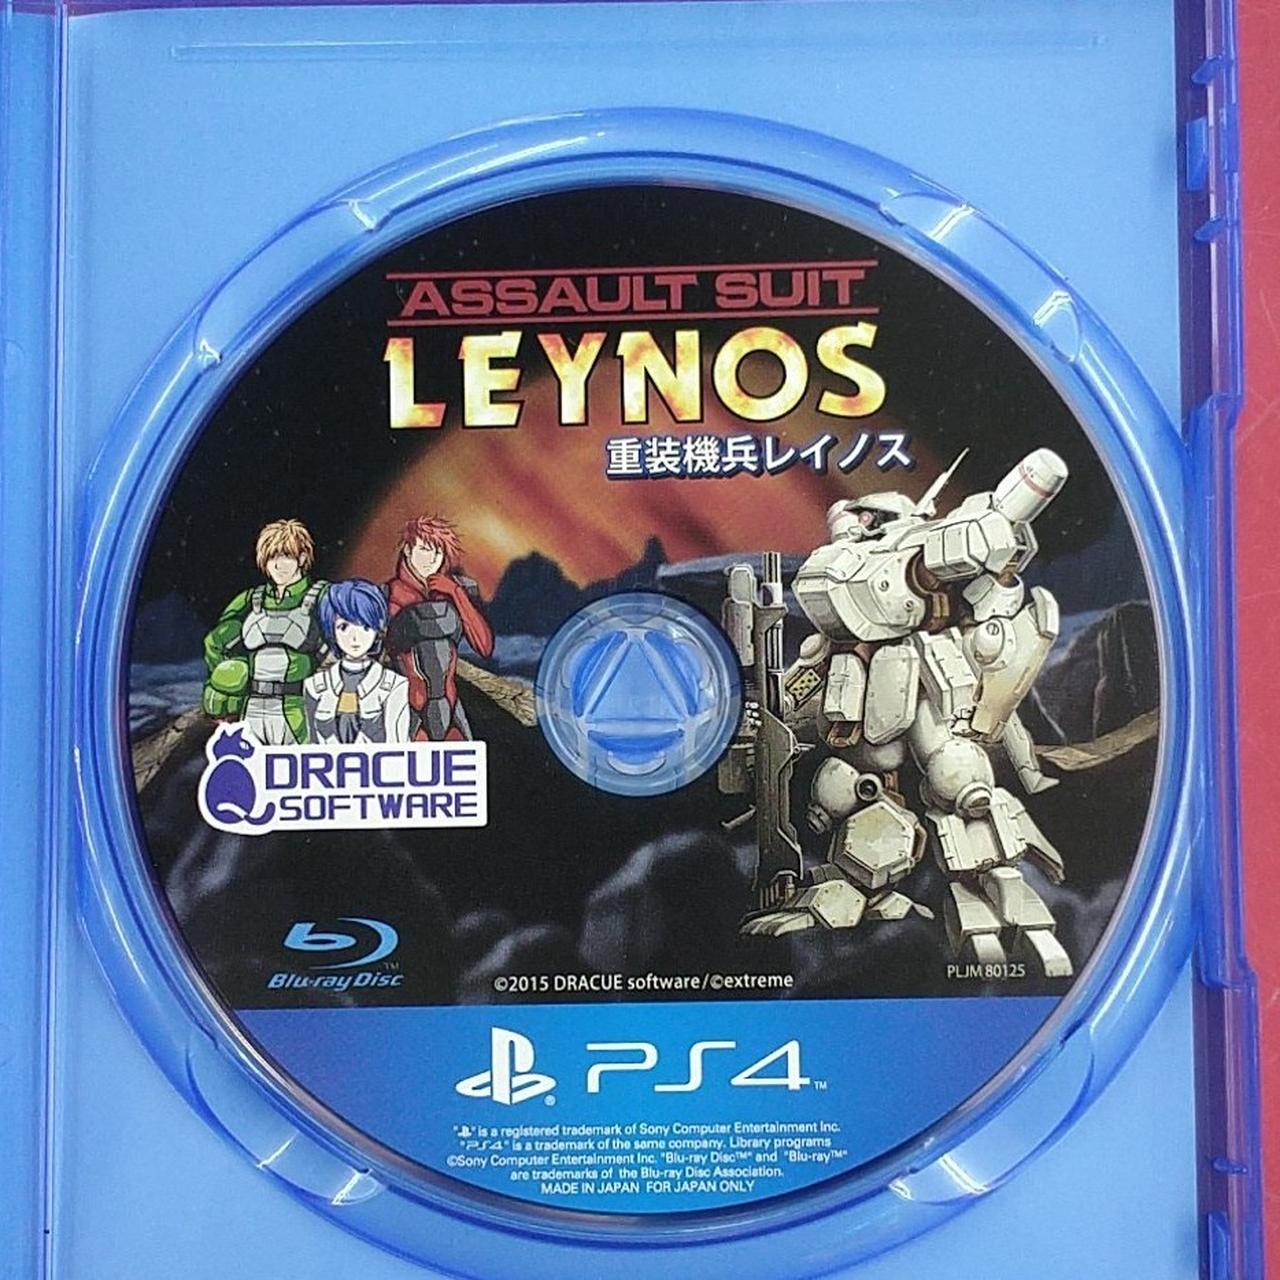 ASSAULT SUIT
LEYNOS
重装機兵レイノス
DRACUE
SOFTWARE
Blu-ray Disc™
©2015 DRACUE software/©extreme
PLJM 80125
PS4™
"PS" is a registered trademark of Sony Computer Entertainment Inc.
"PS4" is a trademark of the same company. Library programs
©Sony Computer Entertainment Inc. "Blu-ray Disc™" and "Blu-ray™"
are trademarks of the Blu-ray Disc Association.
MADE IN JAPAN FOR JAPAN ONLY